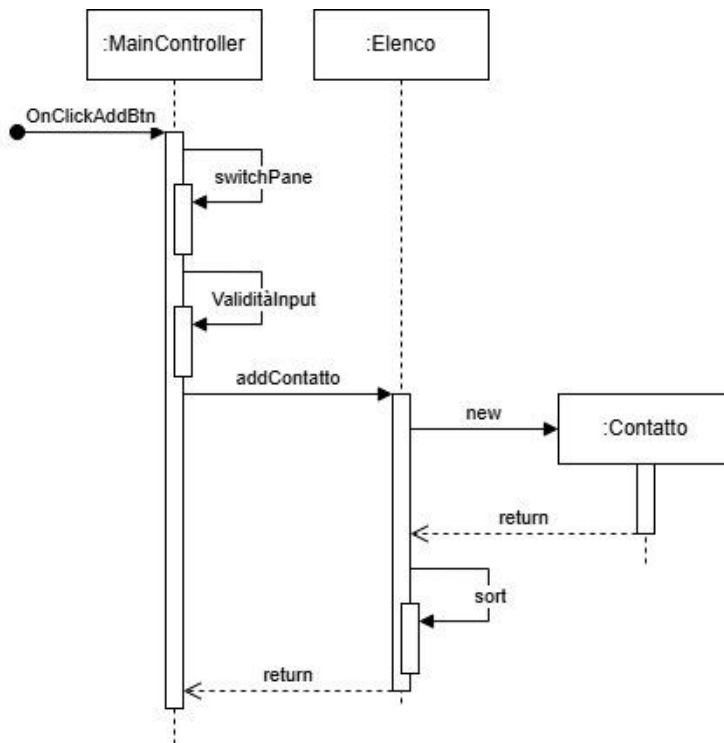 :MainController
:Elenco
OnClickAddBtn
switchPane
ValiditàInput
addContatto
new
:Contatto
return
sort
return